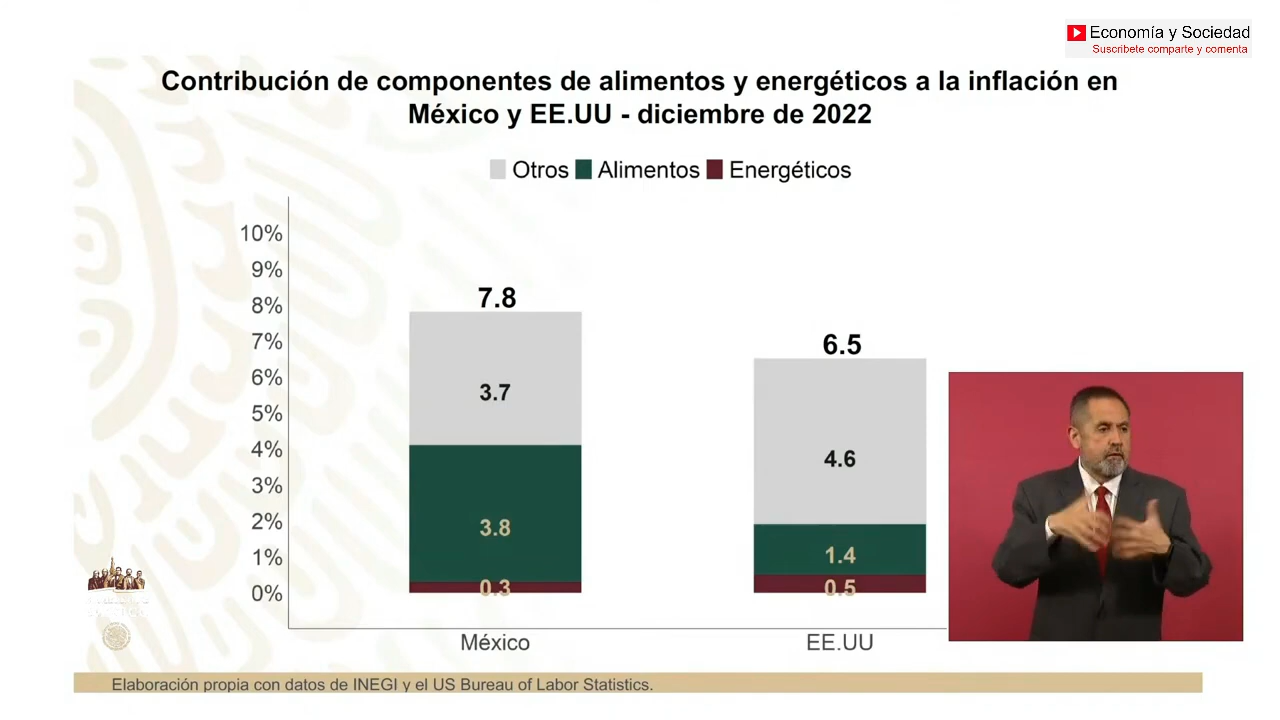 Economía y Sociedad
Suscribete comparte y comenta
Contribución de componentes de alimentos y energéticos a la inflación en
México y EE.UU - diciembre de 2022
Otros Alimentos Energéticos
10%
9%
8%
7%
6%
5%
4%
3%
2%
1%
0%
7.8
3.7
3.8
0.3
6.5
4.6
1.4
0.5
México EE.UU
Elaboración propia con datos de INEGI y el US Bureau of Labor Statistics.